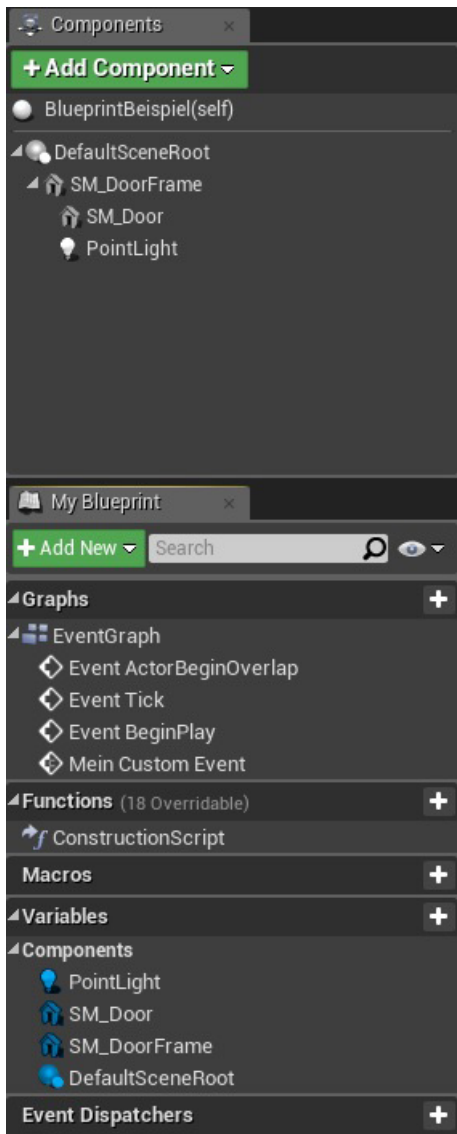 Components
+ Add Component
BlueprintBeispiel(self)
DefaultSceneRoot
SM_DoorFrame
SM_Door
PointLight
My Blueprint
+ Add New
Search
Graphs
EventGraph
Event ActorBeginOverlap
Event Tick
Event BeginPlay
Mein Custom Event
Functions (18 Overridable)
ConstructionScript
Macros
Variables
Components
PointLight
SM_Door
SM_DoorFrame
DefaultSceneRoot
Event Dispatchers